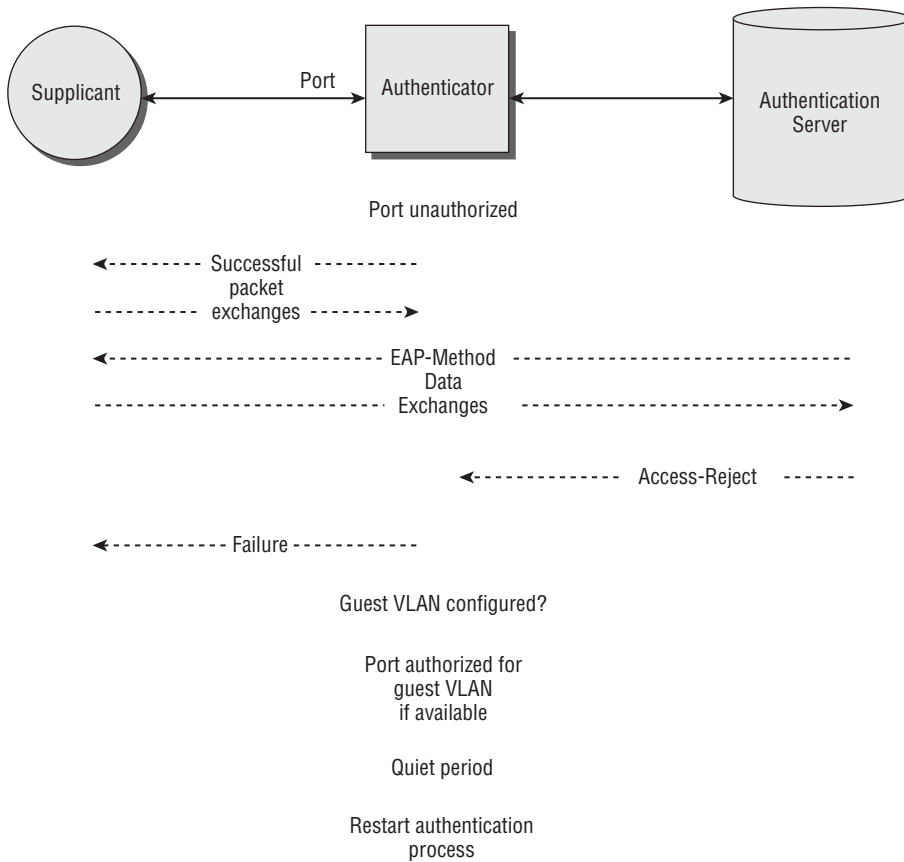 Supplicant
Port
Authenticator
Authentication
Server
Port unauthorized
Successful
packet
exchanges
EAP-Method
Data
Exchanges
Access-Reject
Failure
Guest VLAN configured?
Port authorized for
guest VLAN
if available
Quiet period
Restart authentication
process